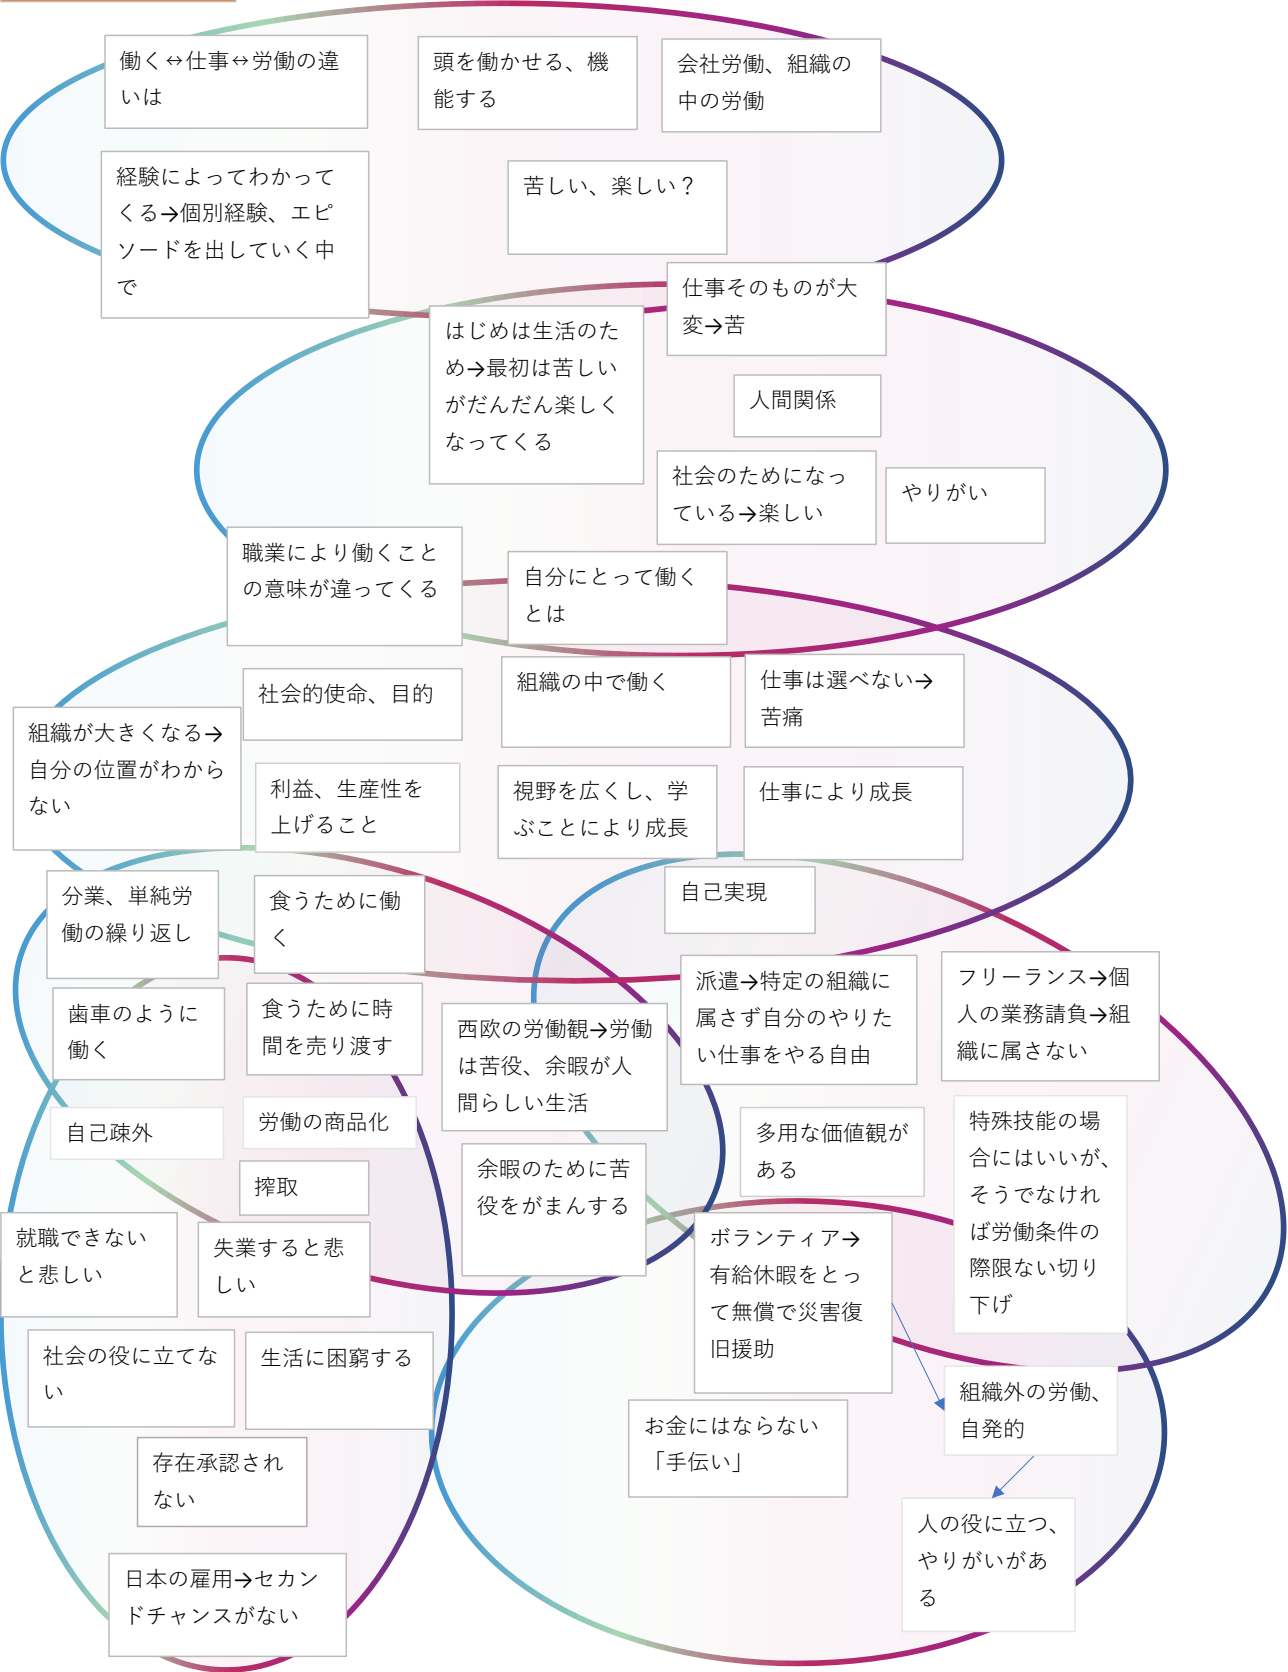 働く↔仕事↔労働の違
いは
頭を働かせる、機
能する
会社労働、組織の
中の労働
経験によってわかって
くる→個別経験、エピ
ソードを出していく中
で
苦しい、楽しい？
仕事そのものが大
変→苦
はじめは生活のた
め→最初は苦しい
がだんだん楽しく
なってくる
人間関係
社会のためになっ
ている→楽しい
やりがい
職業により働くこと
の意味が違ってくる
自分にとって働く
とは
社会的使命、目的
組織の中で働く
仕事は選べない→
苦痛
組織が大きくなる→
自分の位置がわから
ない
利益、生産性を
上げること
視野を広くし、学
ぶことにより成長
仕事により成長
分業、単純労
働の繰り返し
食うために働
く
自己実現
歯車のように
働く
食うために時
間を売り渡す
西欧の労働観→労働
は苦役、余暇が人
間らしい生活
派遣→特定の組織に
属さず自分のやりた
い仕事をやる自由
フリーランス→個
人の業務請負→組
織に属さない
自己疎外
労働の商品化
多用な価値観が
ある
特殊技能の場
合にはいいが、
そうでなけれ
ば労働条件の
際限ない切り
下げ
搾取
余暇のために苦
役をがまんする
就職できない
と悲しい
失業すると悲
しい
ボランティア→
有給休暇をとっ
て無償で災害復
旧援助
社会の役に立てな
い
生活に困窮する
組織外の労働、
自発的
お金にはならない
「手伝い」
存在承認され
ない
人の役に立つ、
やりがいがあ
る
日本の雇用→セカン
ドチャンスがない